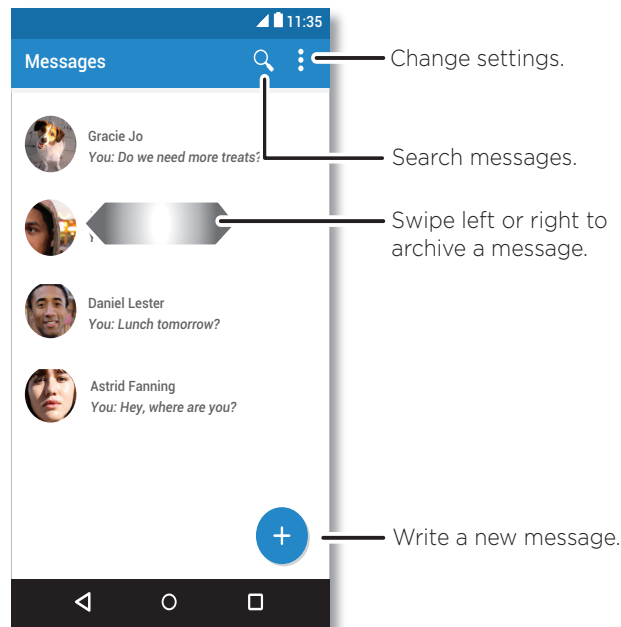 11:35
Messages
Change settings.
Gracie Jo
You: Do we need more treats?
Search messages.
Swipe left or right to
archive a message.
Daniel Lester
You: Lunch tomorrow?
Astrid Fanning
You: Hey, where are you?
Write a new message.